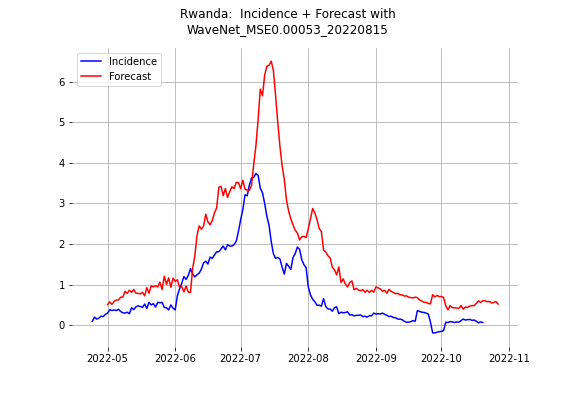 Rwanda:  Incidence + Forecast with
WaveNet_MSE0.00053_20220815
Incidence
Forecast
6
5
4
3
2
1
0
2022-05 2022-06 2022-07 2022-08 2022-09 2022-10 2022-11